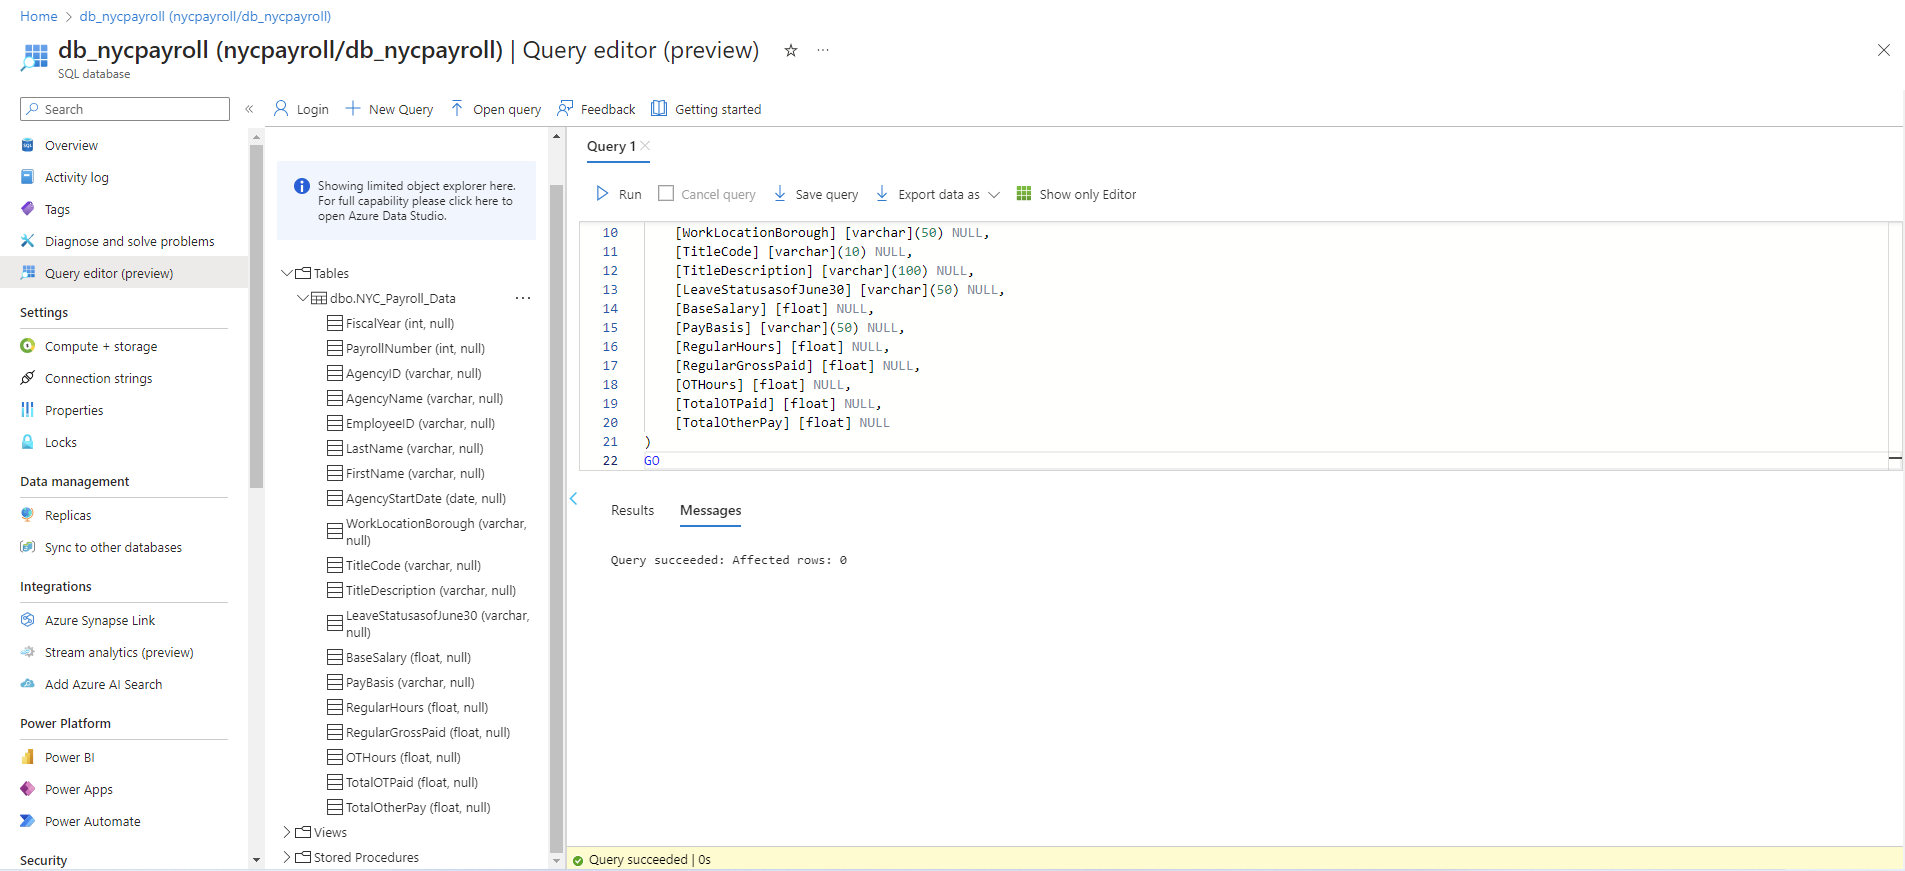 Home > db_nycpayroll (nycpayroll/db_nycpayroll)
db_nycpayroll (nycpayroll/db_nycpayroll) | Query editor (preview)
SQL database
Search
Overview
Activity log
Tags
Diagnose and solve problems
Query editor (preview)
Settings
Compute + storage
Connection strings
Properties
Locks
Data management
Replicas
Sync to other databases
Integrations
Azure Synapse Link
Stream analytics (preview)
Add Azure AI Search
Power Platform
Power BI
Power Apps
Power Automate
Security
Login
New Query
Open query
Feedback
Getting started
Showing limited object explorer here.
For full capability please click here to
open Azure Data Studio.
Tables
dbo.NYC_Payroll_Data
FiscalYear (int, null)
PayrollNumber (int, null)
AgencyID (varchar, null)
AgencyName (varchar, null)
EmployeeID (varchar, null)
LastName (varchar, null)
FirstName (varchar, null)
AgencyStartDate (date, null)
WorkLocationBorough (varchar,
null)
TitleCode (varchar, null)
TitleDescription (varchar, null)
LeaveStatusasofJune30 (varchar,
null)
BaseSalary (float, null)
PayBasis (varchar, null)
RegularHours (float, null)
RegularGrossPaid (float, null)
OTHours (float, null)
TotalOTPaid (float, null)
TotalOtherPay (float, null)
Views
Stored Procedures
Query 1
Run
Cancel query
Save query
Export data as
Show only Editor
10 [WorkLocationBorough] [varchar](50) NULL,
11 [TitleCode] [varchar](10) NULL,
12 [TitleDescription] [varchar](100) NULL,
13 [LeaveStatusasofJune30] [varchar](50) NULL,
14 [BaseSalary] [float] NULL,
15 [PayBasis] [varchar](50) NULL,
16 [RegularHours] [float] NULL,
17 [RegularGrossPaid] [float] NULL,
18 [OTHours] [float] NULL,
19 [TotalOTPaid] [float] NULL,
20 [TotalOtherPay] [float] NULL
21 )
22 GO
Results
Messages
Query succeeded: Affected rows: 0
Query succeeded | 0s